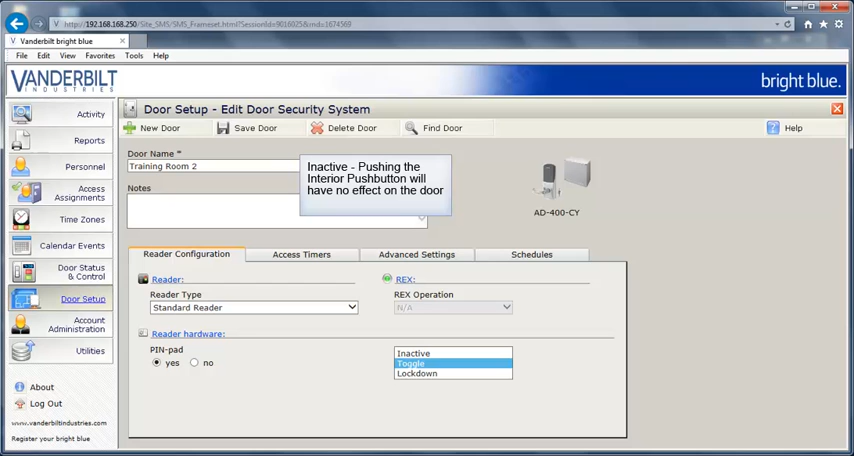 http://192.168.168.250/Site_SMS/SMS_Frameset.html?SessionId=9016025&rnd=1674569
Vanderbilt bright blue
File Edit View Favorites Tools Help
VANDERBILT
INDUSTRIES
bright blue.
Activity
Reports
Personnel
Access
Assignments
Time Zones
Calendar Events
Door Status
& Control
Door Setup
Account
Administration
Utilities
About
Log Out
www.vanderbiltindustries.com
Register your bright blue
Door Setup - Edit Door Security System
New Door Save Door Delete Door Find Door Help
Door Name *
Training Room 2
Notes
Inactive - Pushing the
Interior Pushbutton will
have no effect on the door
AD-400-CY
Reader Configuration Access Timers Advanced Settings Schedules
Reader: REX:
Reader Type REX Operation
Standard Reader N/A
Reader hardware:
PIN-pad
yes no
Inactive
Toggle
Lockdown